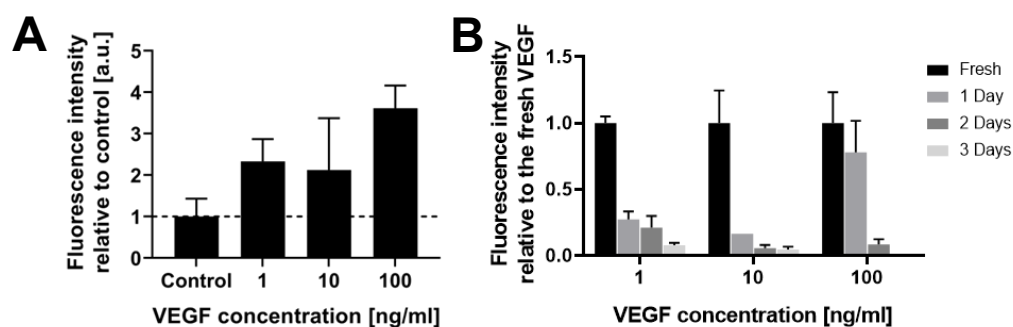 A
Fluorescence intensity
relative to control [a.u.]
5
4
3
2
1
0
Control 1 10 100
VEGF concentration [ng/ml]
B
Fluorescence intensity
relative to the fresh VEGF
1.5
1.0
0.5
0.0
1 10 100
VEGF concentration [ng/ml]
Fresh
1 Day
2 Days
3 Days